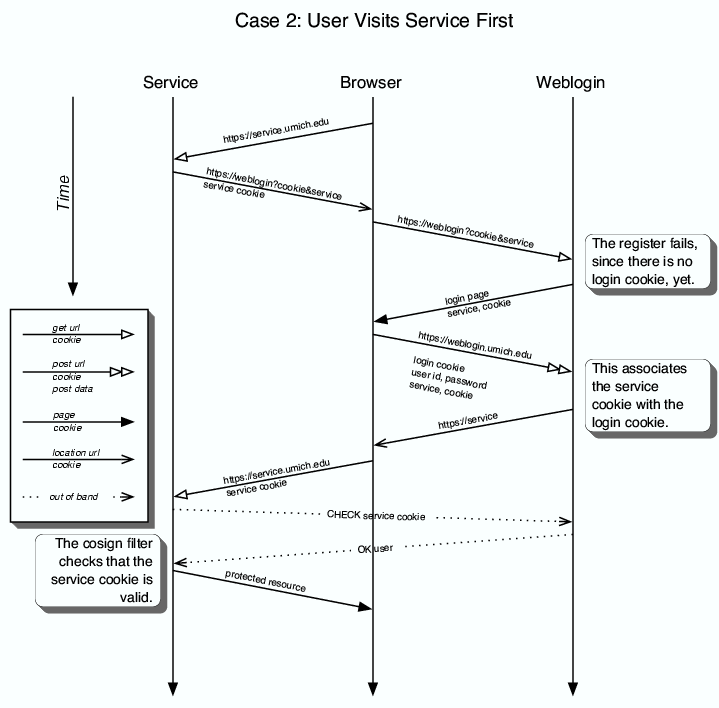 Case 2: User Visits Service First
Service
Browser
Weblogin
Time
https://service.umich.edu
https://weblogin?cookie&service
service cookie
https://weblogin?cookie&service
The register fails,
since there is no
login cookie, yet.
login page
service, cookie
https://weblogin.umich.edu
login cookie
user id, password
service, cookie
This associates
the service
cookie with the
login cookie.
https://service
https://service.umich.edu
service cookie
CHECK service cookie
OK user
protected resource
get url
cookie
post url
cookie
post data
page
cookie
location url
cookie
out of band
The cosign filter
checks that the
service cookie is
valid.